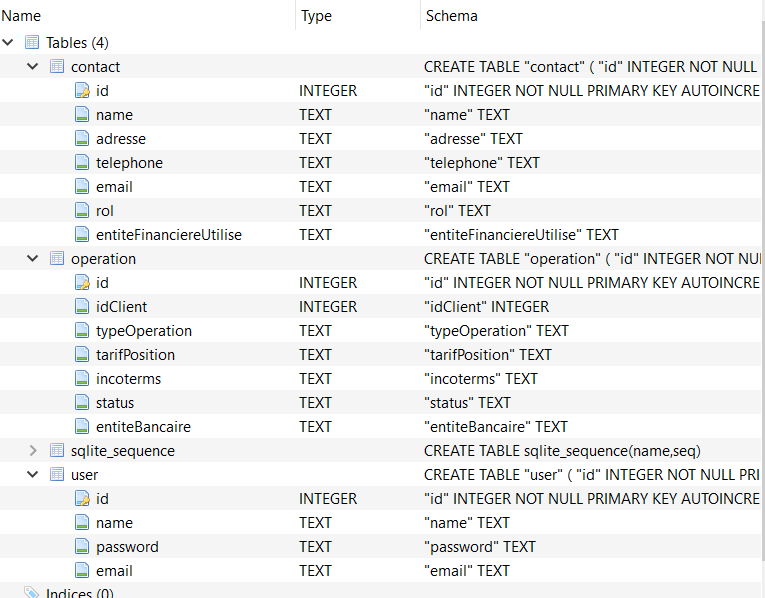 Name Type Schema
Tables (4)
contact CREATE TABLE "contact" ( "id" INTEGER NOT NULL
id INTEGER "id" INTEGER NOT NULL PRIMARY KEY AUTOINCRE
name TEXT "name" TEXT
adresse TEXT "adresse" TEXT
telephone TEXT "telephone" TEXT
email TEXT "email" TEXT
rol TEXT "rol" TEXT
entiteFinanciereUtilise TEXT "entiteFinanciereUtilise" TEXT
operation CREATE TABLE "operation" ( "id" INTEGER NOT NUL
id INTEGER "id" INTEGER NOT NULL PRIMARY KEY AUTOINCRE
idClient INTEGER "idClient" INTEGER
typeOperation TEXT "typeOperation" TEXT
tarifPosition TEXT "tarifPosition" TEXT
incoterms TEXT "incoterms" TEXT
status TEXT "status" TEXT
entiteBancaire TEXT "entiteBancaire" TEXT
sqlite_sequence CREATE TABLE sqlite_sequence(name,seq)
user CREATE TABLE "user" ( "id" INTEGER NOT NULL PRI
id INTEGER "id" INTEGER NOT NULL PRIMARY KEY AUTOINCRE
name TEXT "name" TEXT
password TEXT "password" TEXT
email TEXT "email" TEXT
Indices (0)